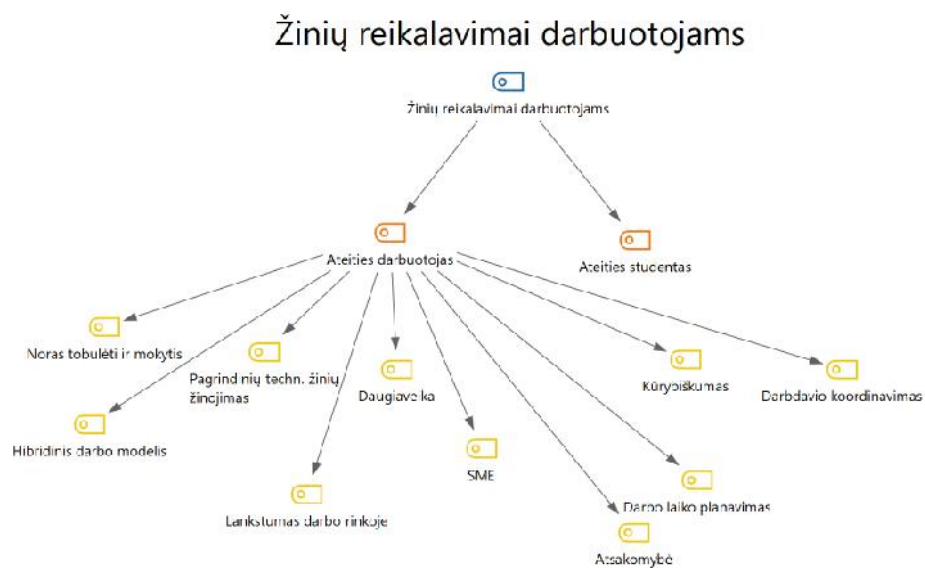 Žinių reikalavimai darbuotojams
Žinių reikalavimai darbuotojams
Ateities darbuotojas
Ateities studentas
Noras tobulėti ir mokytis
Pagrindinių techn. žinių
žinojimas
Daugiaveika
Kūrybiškumas
Darbdavio koordinavimas
Hibridinis darbo modelis
SME
Lankstumas darbo rinkoje
Darbo laiko planavimas
Atsakomybė